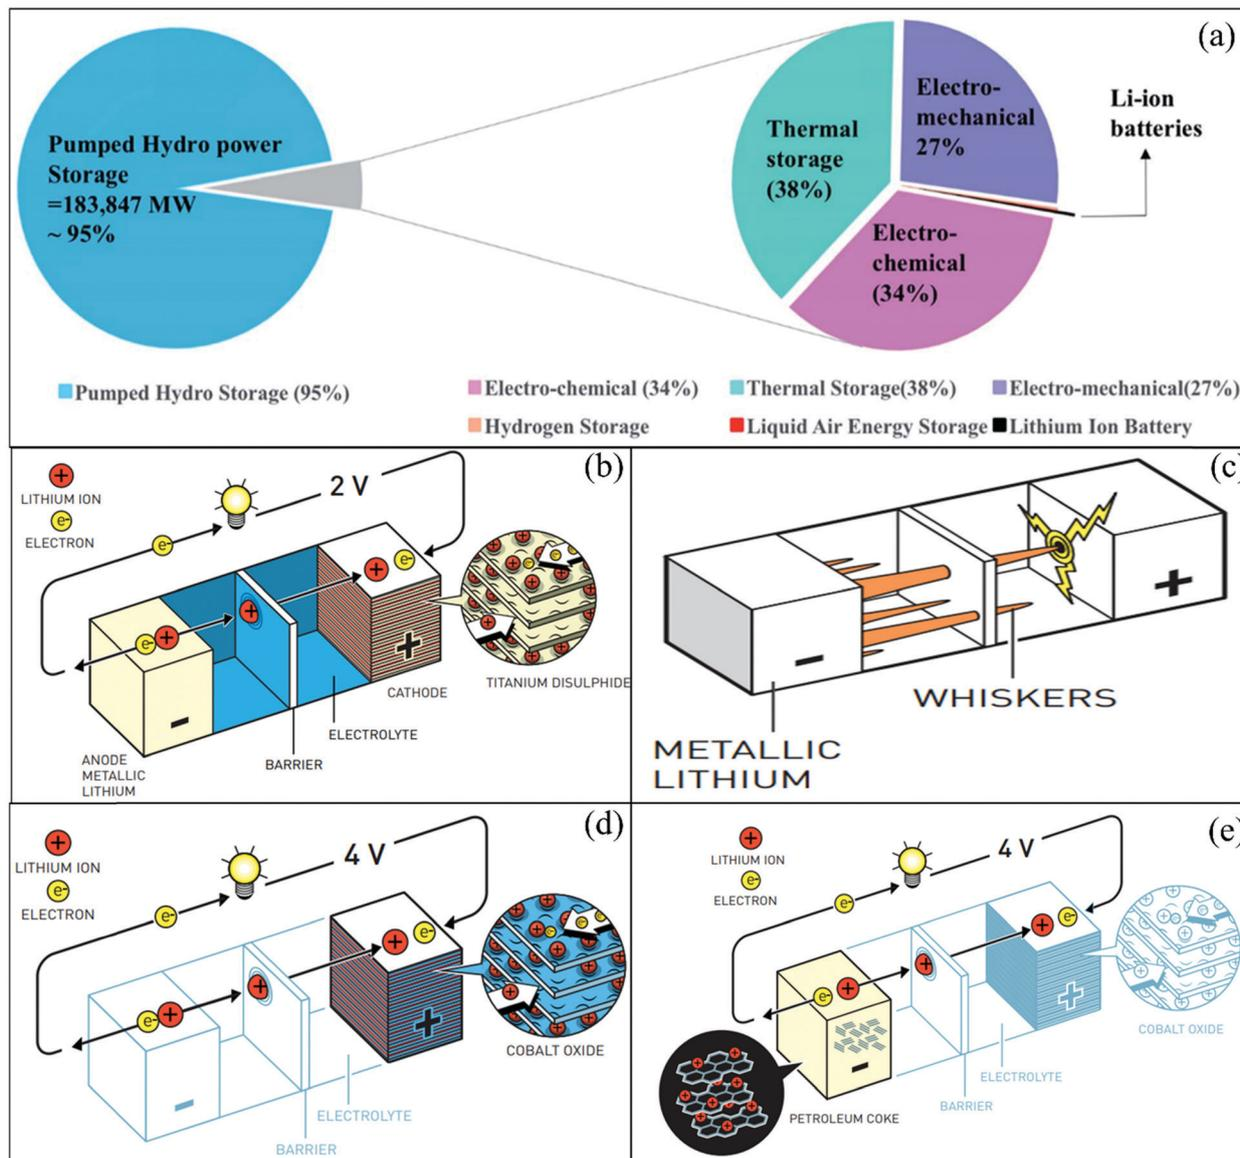 (a)
Pumped Hydro power
Storage
=183,847 MW
~ 95%
Thermal
storage
(38%)
Electro-
mechanical
27%
Electro-
chemical
(34%)
Li-ion
batteries
Pumped Hydro Storage (95%)
Electro-chemical (34%)
Thermal Storage(38%)
Electro-mechanical(27%)
Hydrogen Storage
Liquid Air Energy Storage
Lithium Ion Battery
(b)
+
LITHIUM ION
e-
ELECTRON
2 V
e-
e-
+
+
+
e-
-
+
TITANIUM DISULPHIDE
CATHODE
ELECTROLYTE
BARRIER
ANODE
METALLIC
LITHIUM
(c)
-
+
WHISKERS
METALLIC
LITHIUM
(d)
+
LITHIUM ION
e-
ELECTRON
4 V
e-
e-
+
+
+
e-
-
+
COBALT OXIDE
ELECTROLYTE
BARRIER
(e)
+
LITHIUM ION
e-
ELECTRON
4 V
e-
e-
+
+
+
e-
-
+
COBALT OXIDE
ELECTROLYTE
BARRIER
PETROLEUM COKE